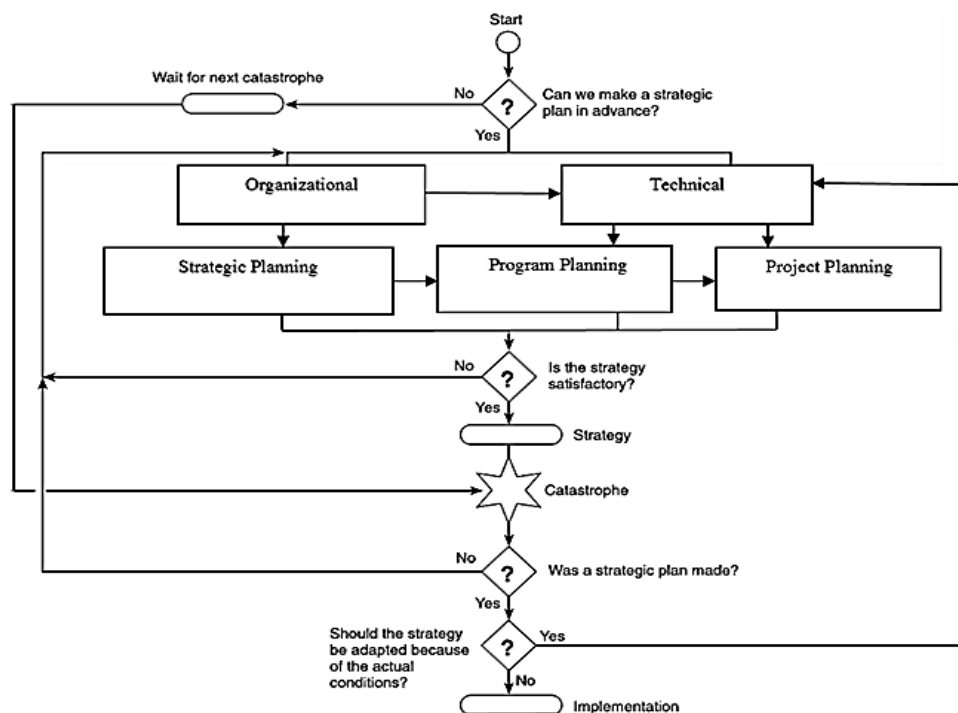 Start
Wait for next catastrophe
No
?
Can we make a strategic
plan in advance?
Yes
Organizational
Technical
Strategic Planning
Program Planning
Project Planning
No
?
Is the strategy
satisfactory?
Yes
Strategy
Catastrophe
No
?
Was a strategic plan made?
Yes
Should the strategy
be adapted because
of the actual
conditions?
?
Yes
No
Implementation